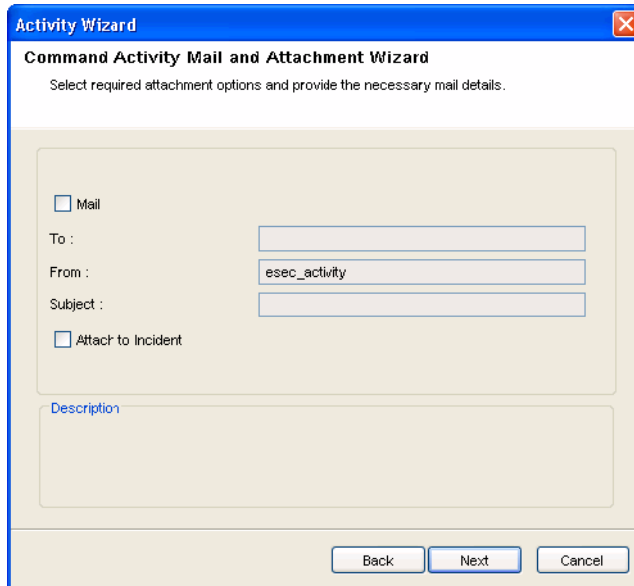 Activity Wizard
Command Activity Mail and Attachment Wizard
Select required attachment options and provide the necessary mail details.
Mail
To :
From :
esec_activity
Subject :
Attach to Incident
Description
Back
Next
Cancel